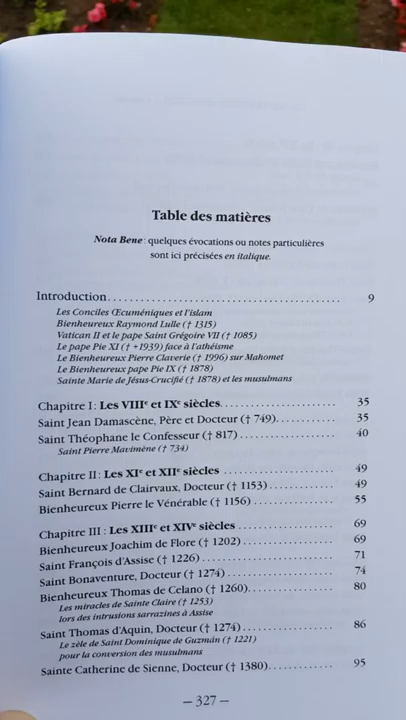 Table des matières
Nota Bene : quelques évocations ou notes particulières
sont ici précisées en italique.
Introduction........................................ 9
Les Conciles Œcuméniques et l'islam
Bienheureux Raymond Lulle († 1315)
Vatican II et le pape Saint Grégoire VII († 1085)
Le pape Pie XI († +1939) face à l'athéisme
Le Bienheureux Pierre Claverie († 1996) sur Mahomet
Le Bienheureux pape Pie IX († 1878)
Sainte Marie de Jésus-Crucifié († 1878) et les musulmans
Chapitre I : Les VIIIe et IXe siècles.................... 35
Saint Jean Damascène, Père et Docteur († 749)........... 35
Saint Théophane le Confesseur († 817)................ 40
Saint Pierre Mavimène († 734)
Chapitre II : Les XIe et XIIe siècles .................... 49
Saint Bernard de Clairvaux, Docteur († 1153)............ 49
Bienheureux Pierre le Vénérable († 1156)............... 55
Chapitre III : Les XIIIe et XIVe siècles .................. 69
Bienheureux Joachim de Flore († 1202)................. 69
Saint François d'Assise († 1226)........................ 71
Saint Bonaventure, Docteur († 1274).................... 74
Bienheureux Thomas de Celano († 1260)................ 80
Les miracles de Sainte Claire († 1253)
lors des intrusions sarrazines à Assise
Saint Thomas d'Aquin, Docteur († 1274)................. 86
Le zèle de Saint Dominique de Guzmán († 1221)
pour la conversion des musulmans
Sainte Catherine de Sienne, Docteur († 1380)............. 95
— 327 —